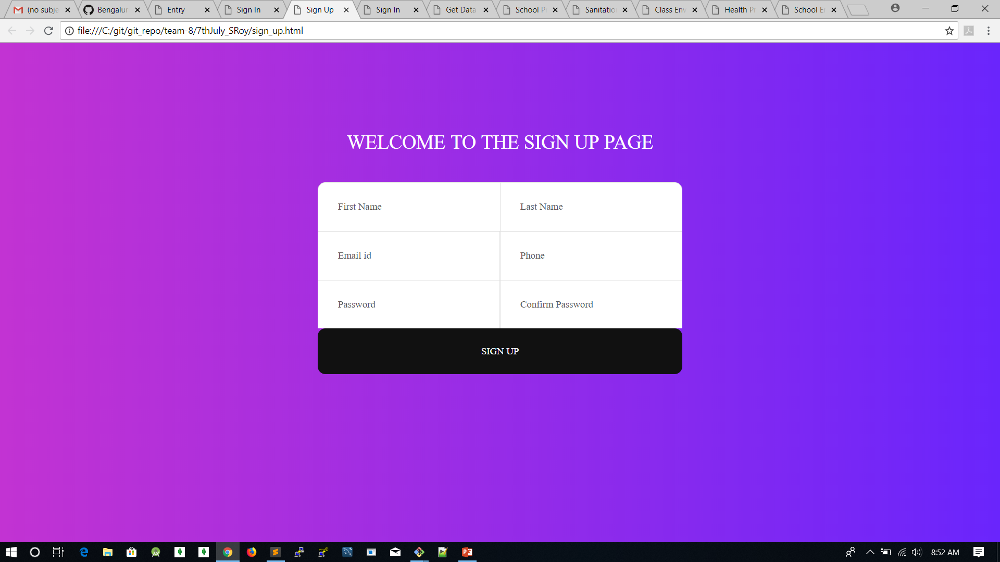 (no subje
Bengalur
Entry
Sign In
Sign Up
Sign In
Get Data
School P
Sanitatio
Class Env
Health Pr
School E
file:///C:/git/git_repo/team-8/7thJuly_SRoy/sign_up.html
WELCOME TO THE SIGN UP PAGE
First Name
Last Name
Email id
Phone
Password
Confirm Password
SIGN UP
8:52 AM